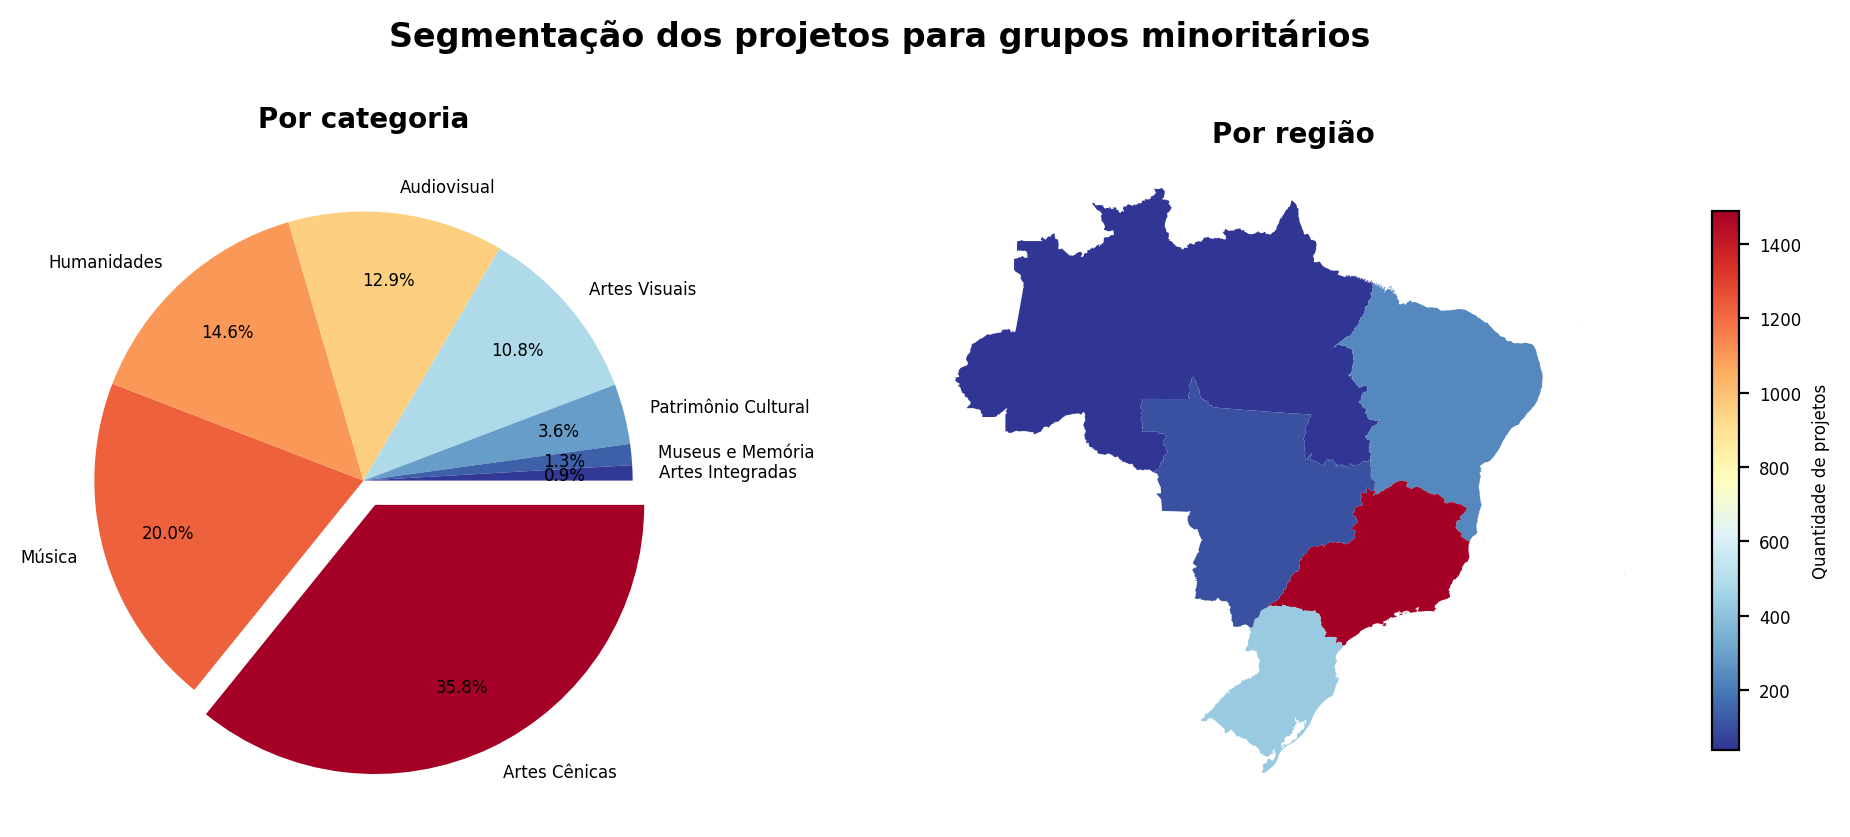 Segmentação dos projetos para grupos minoritários
Por categoria
Audiovisual
Humanidades
12.9%
Artes Visuais
14.6%
10.8%
Patrimônio Cultural
3.6%
Museus e Memória
1.3%
Artes Integradas
0.9%
20.0%
Música
35.8%
Artes Cênicas
Por região
1400
1200
1000
800
600
400
200
Quantidade de projetos